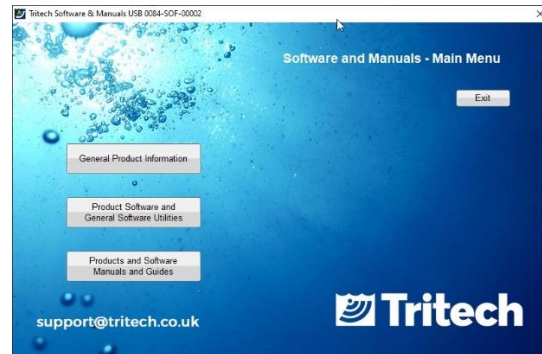 Tritech Software & Manuals USB 0084-SOF-00002
Software and Manuals - Main Menu
Exit
General Product Information
Product Software and
General Software Utilities
Products and Software
Manuals and Guides
support@tritech.co.uk
Tritech